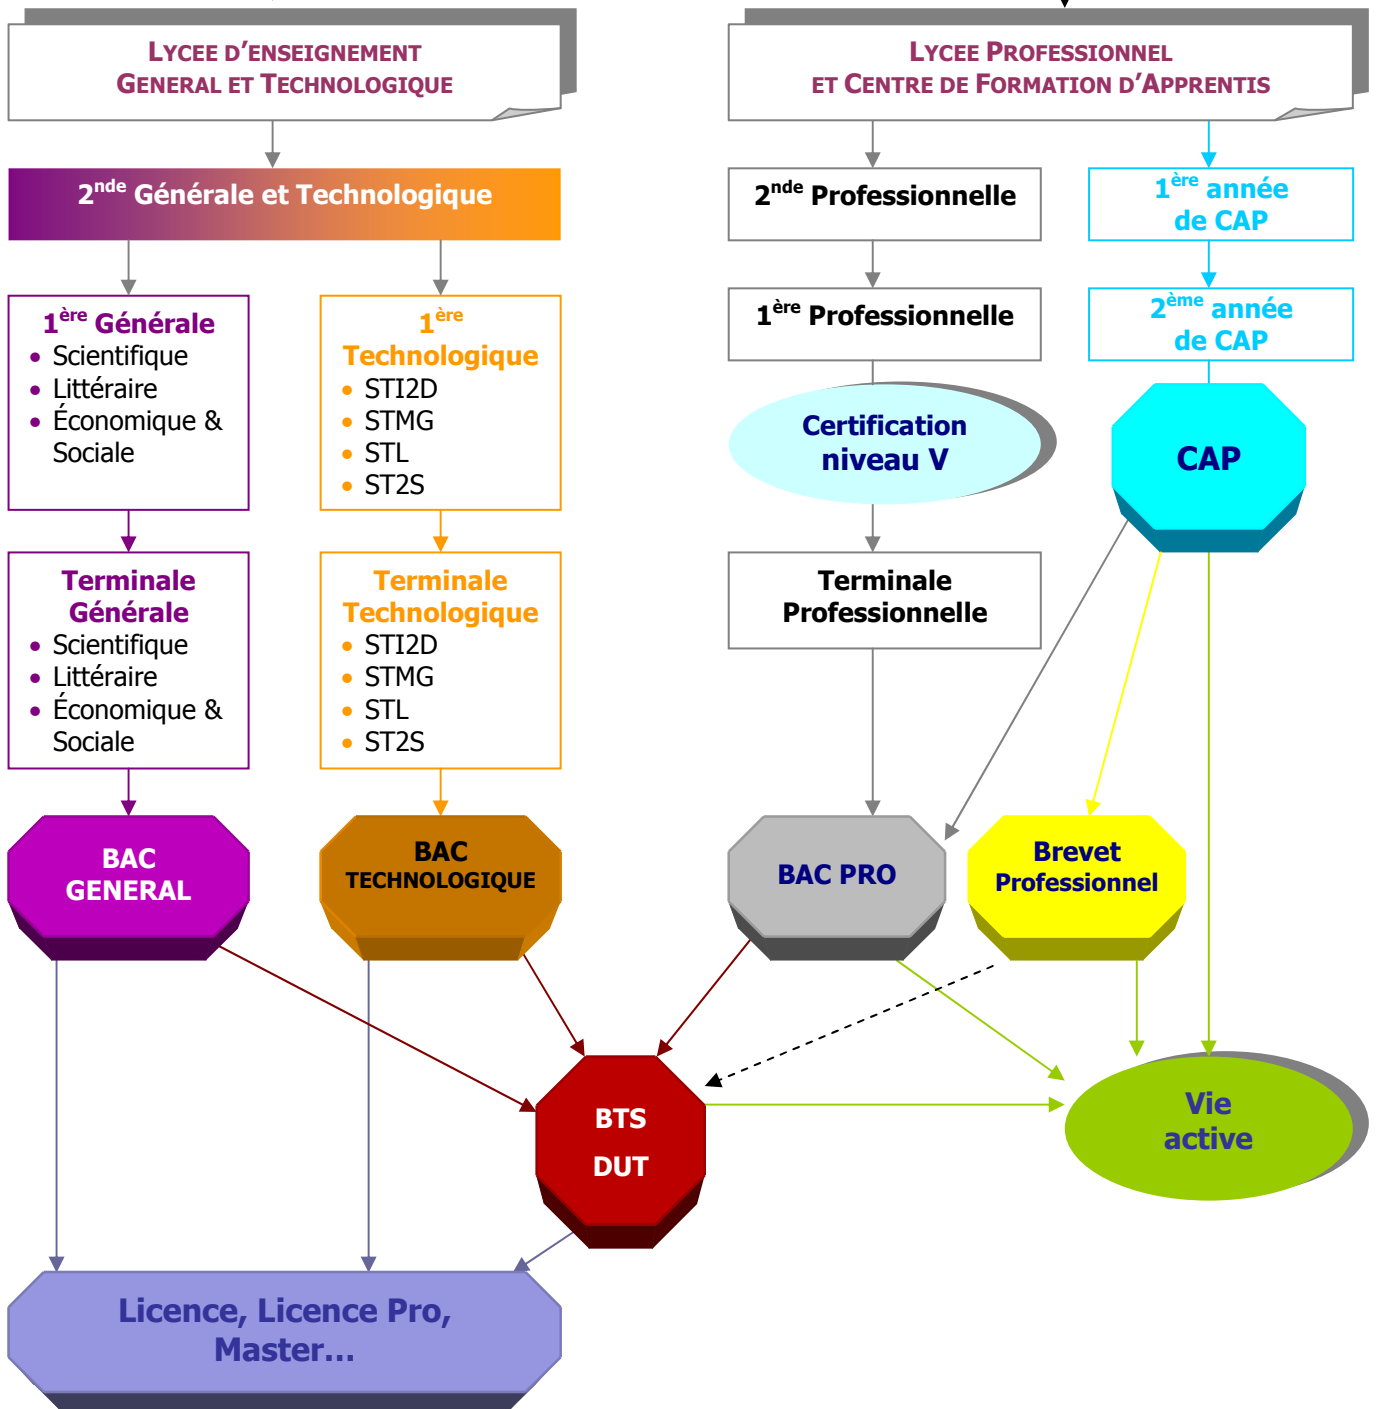 LYCEE D'ENSEIGNEMENT
GENERAL ET TECHNOLOGIQUE
LYCEE PROFESSIONNEL
ET CENTRE DE FORMATION D'APPRENTIS
2nde Générale et Technologique
2nde Professionnelle
1ère année
de CAP
1ère Générale
• Scientifique
• Littéraire
• Économique &
Sociale
1ère
Technologique
• STI2D
• STMG
• STL
• ST2S
1ère Professionnelle
2ème année
de CAP
Certification
niveau V
CAP
Terminale
Générale
• Scientifique
• Littéraire
• Économique &
Sociale
Terminale
Technologique
• STI2D
• STMG
• STL
• ST2S
Terminale
Professionnelle
BAC
GENERAL
BAC
TECHNOLOGIQUE
BAC PRO
Brevet
Professionnel
BTS
DUT
Vie
active
Licence, Licence Pro,
Master...